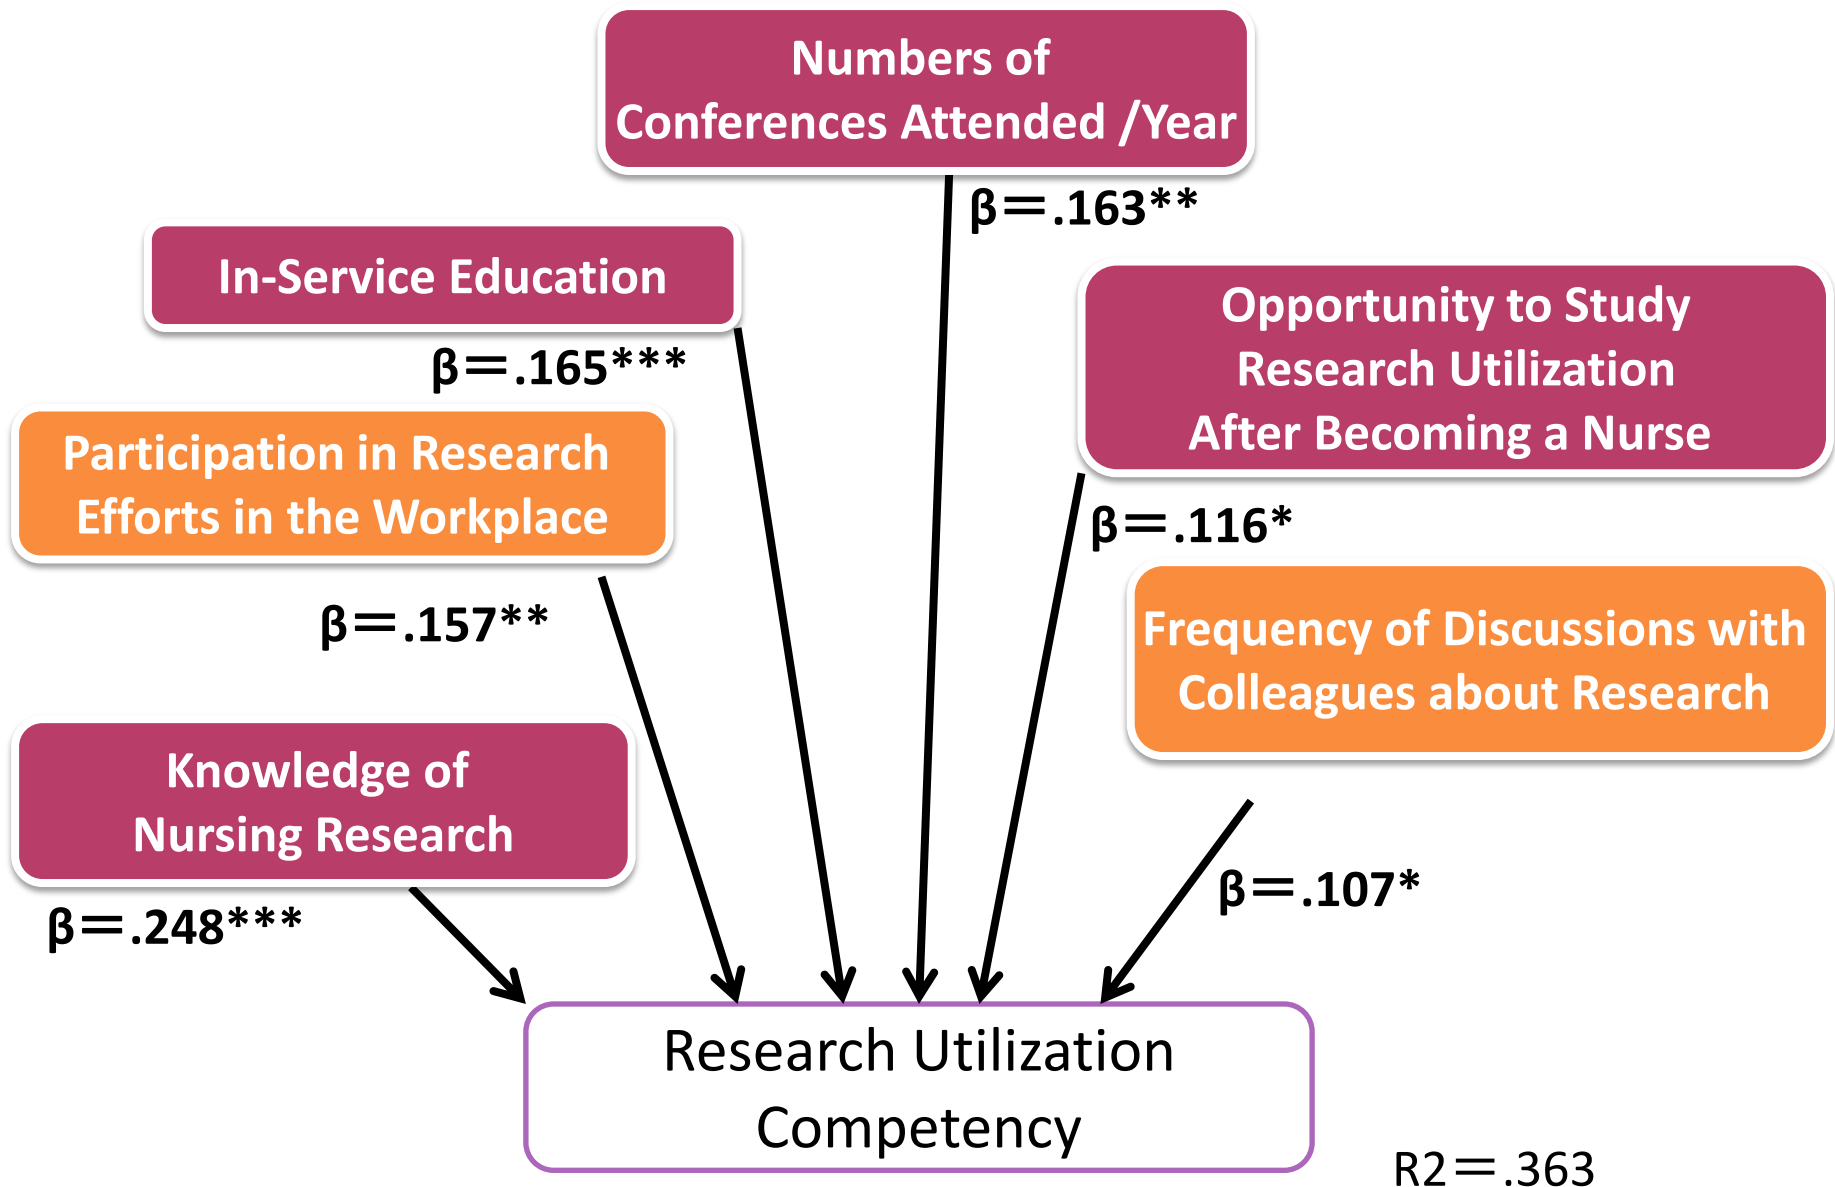 Numbers of
Conferences Attended /Year
β＝.163**
In-Service Education
β＝.165***
Opportunity to Study
Research Utilization
After Becoming a Nurse
β＝.116*
Participation in Research
Efforts in the Workplace
β＝.157**
Frequency of Discussions with
Colleagues about Research
β＝.107*
Knowledge of
Nursing Research
β＝.248***
Research Utilization
Competency
R2＝.363